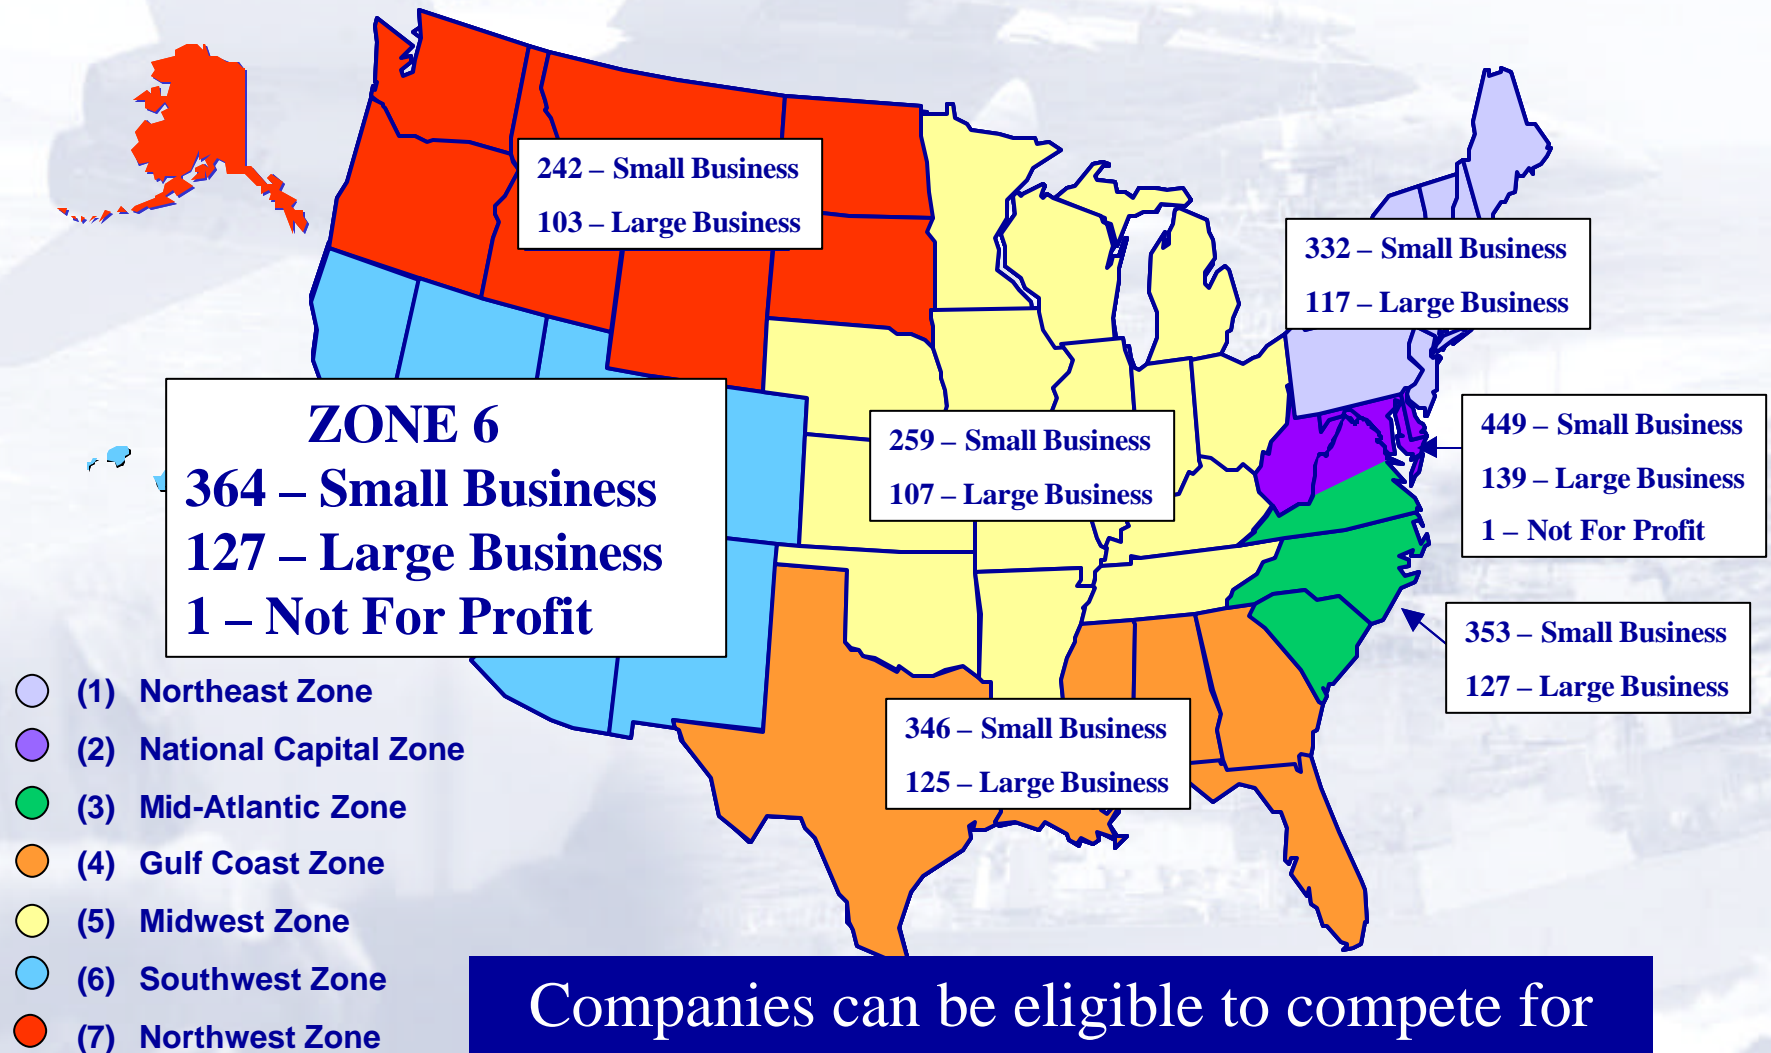 242 – Small Business
103 – Large Business
332 – Small Business
117 – Large Business
ZONE 6
364 – Small Business
127 – Large Business
1 – Not For Profit
259 – Small Business
107 – Large Business
449 – Small Business
139 – Large Business
1 – Not For Profit
353 – Small Business
127 – Large Business
346 – Small Business
125 – Large Business
(1) Northeast Zone
(2) National Capital Zone
(3) Mid-Atlantic Zone
(4) Gulf Coast Zone
(5) Midwest Zone
(6) Southwest Zone
(7) Northwest Zone
Companies can be eligible to compete for